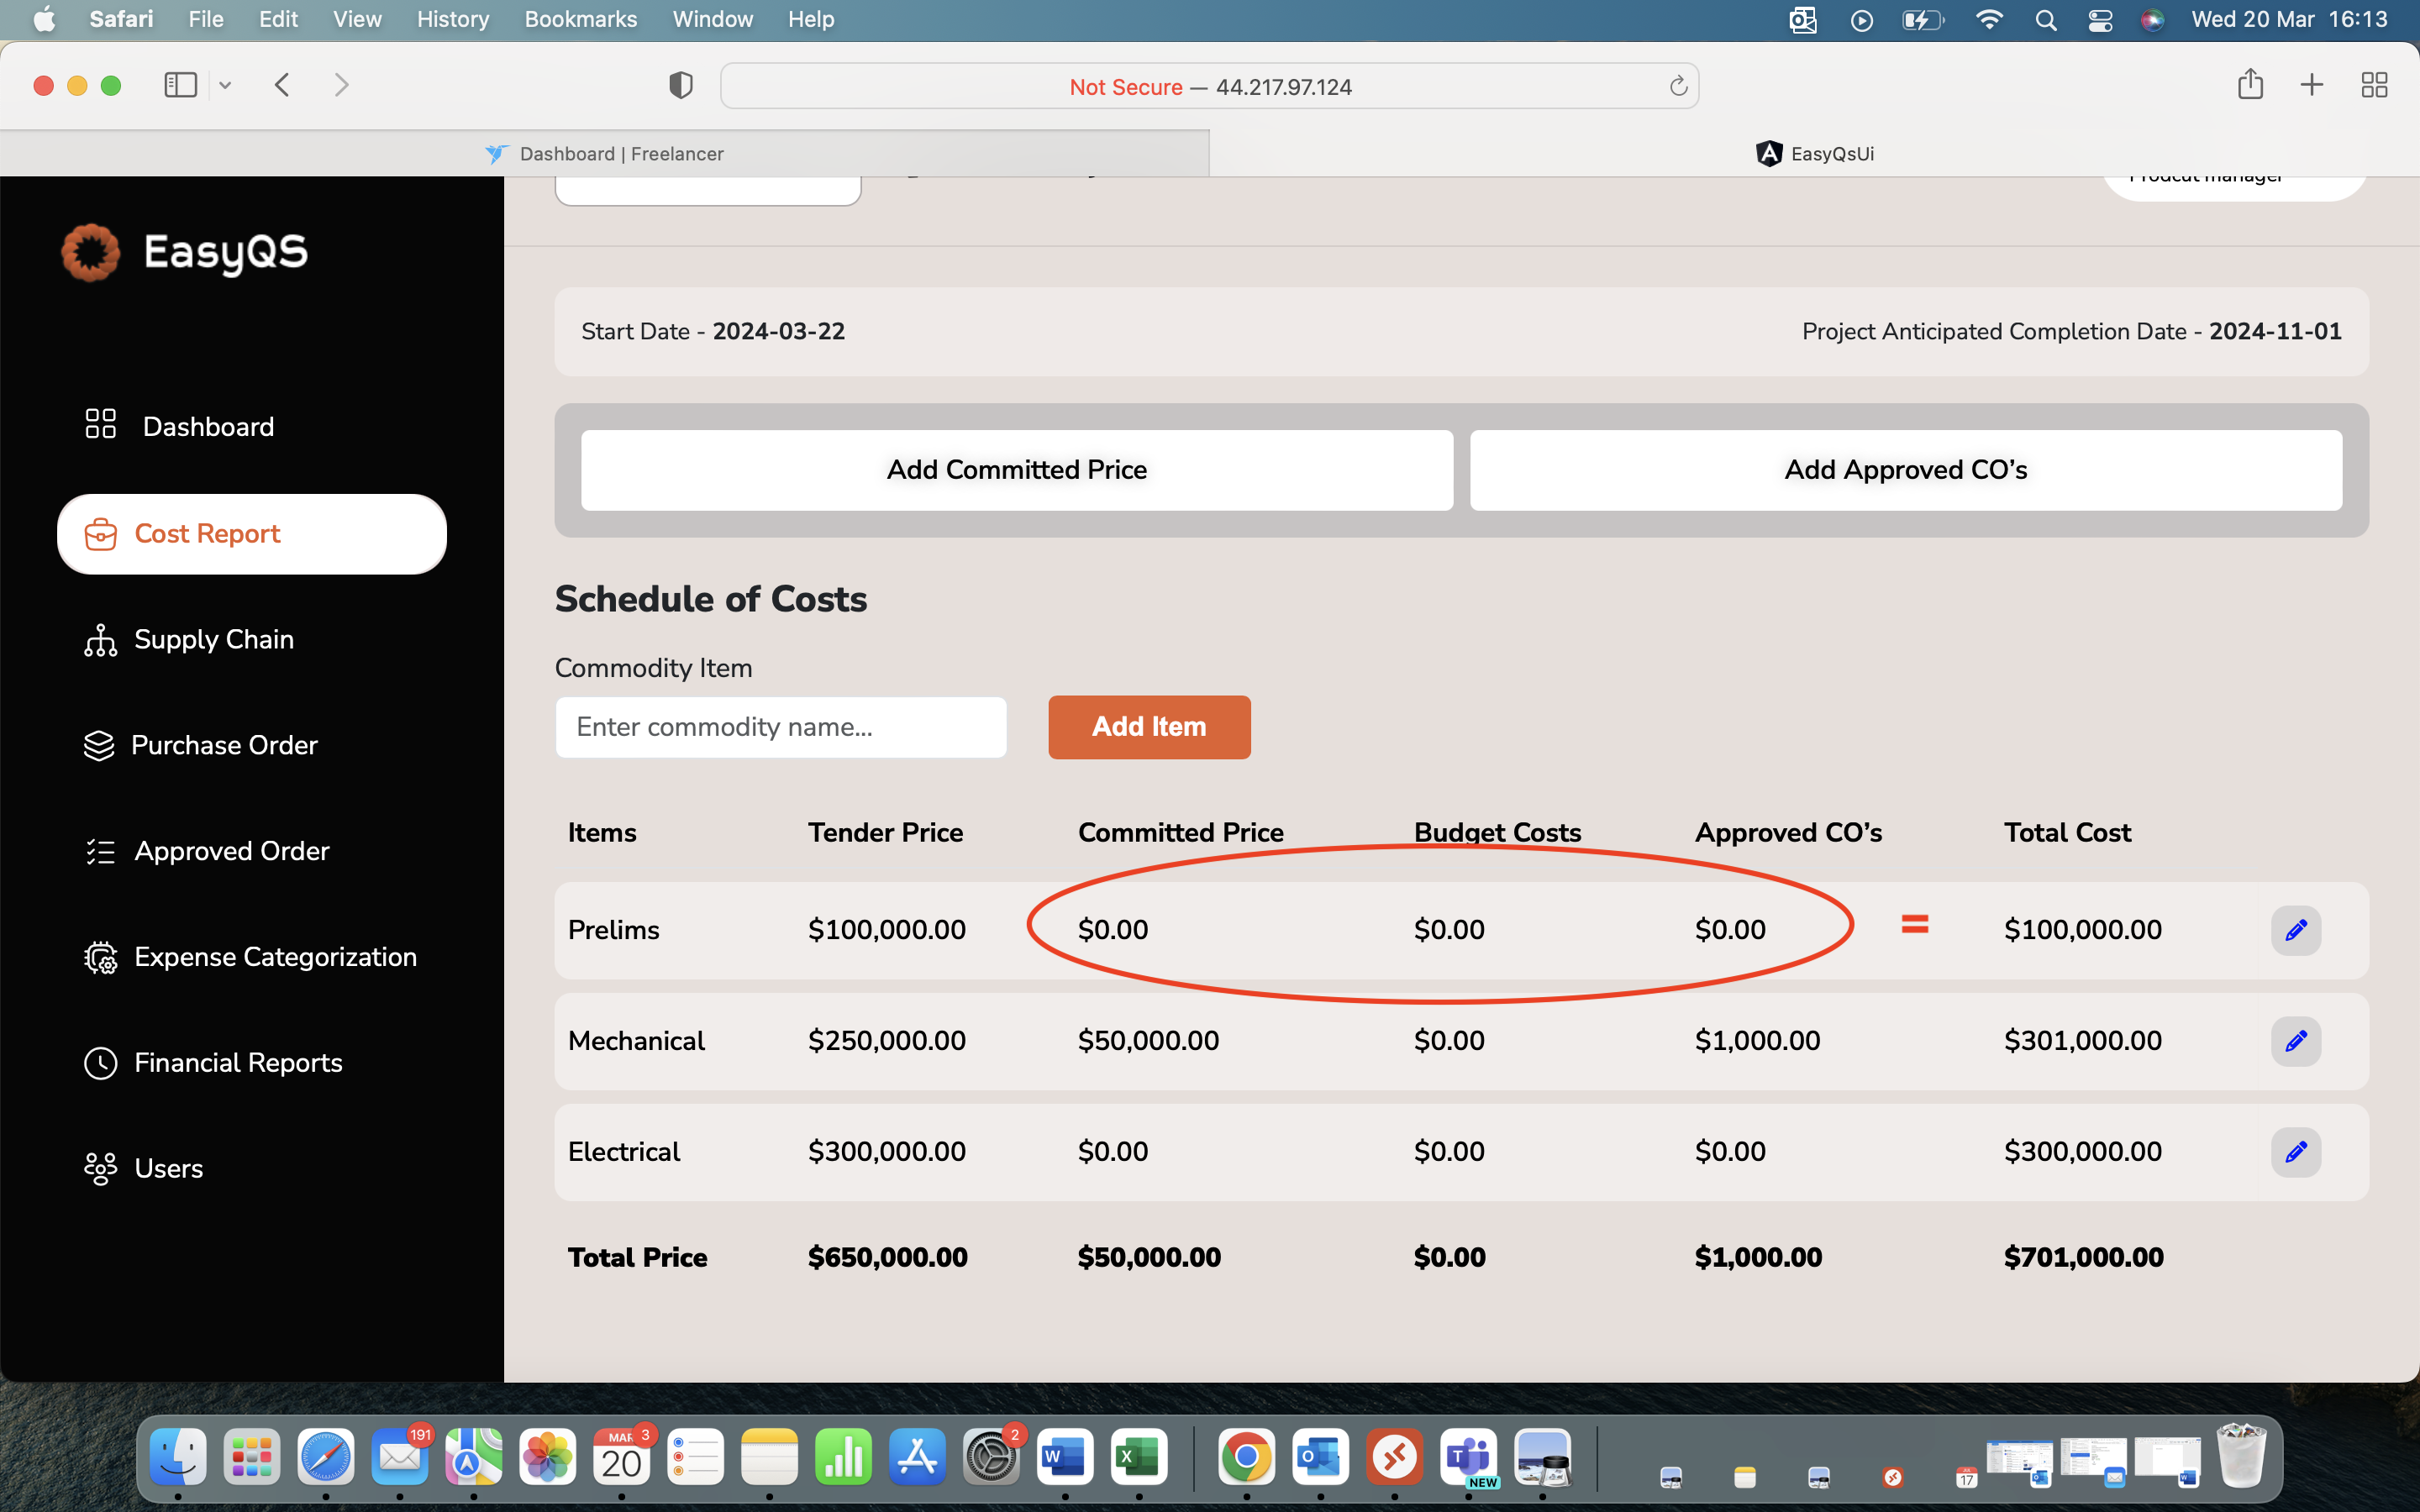 Safari File Edit View History Bookmarks Window Help Wed 20 Mar 16:13
Not Secure — 44.217.97.124
Dashboard | Freelancer EasyQsUi
Prodcut manager
EasyQS
Start Date - 2024-03-22 Project Anticipated Completion Date - 2024-11-01
Dashboard
Add Committed Price Add Approved CO’s
Cost Report
Schedule of Costs
Supply Chain
Commodity Item
Enter commodity name... Add Item
Purchase Order
Items Tender Price Committed Price Budget Costs Approved CO’s Total Cost
Approved Order
Prelims $100,000.00 $0.00 $0.00 $0.00 = $100,000.00
Expense Categorization
Mechanical $250,000.00 $50,000.00 $0.00 $1,000.00 $301,000.00
Financial Reports
Electrical $300,000.00 $0.00 $0.00 $0.00 $300,000.00
Users
Total Price $650,000.00 $50,000.00 $0.00 $1,000.00 $701,000.00
191 MAR 3 2
20 W X O T 17
NEW